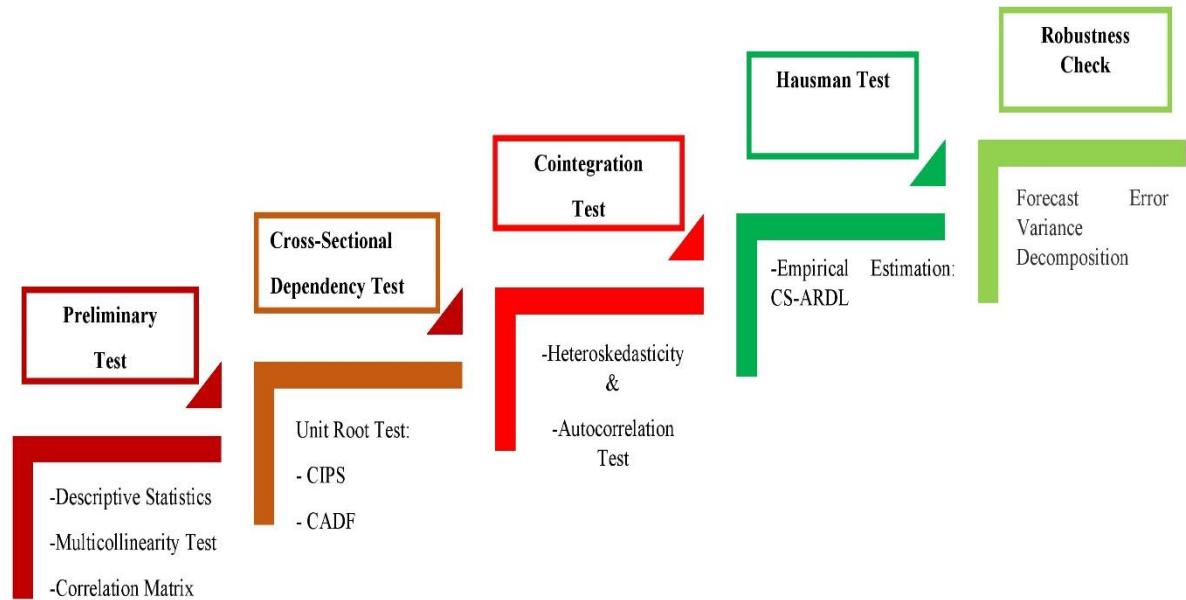 Preliminary
Test
-Descriptive Statistics
-Multicollinearity Test
-Correlation Matrix
Cross-Sectional
Dependency Test
Unit Root Test:
- CIPS
- CADF
Cointegration
Test
-Heteroskedasticity
&
-Autocorrelation
Test
Hausman Test
-Empirical Estimation:
CS-ARDL
Robustness
Check
Forecast Error
Variance
Decomposition